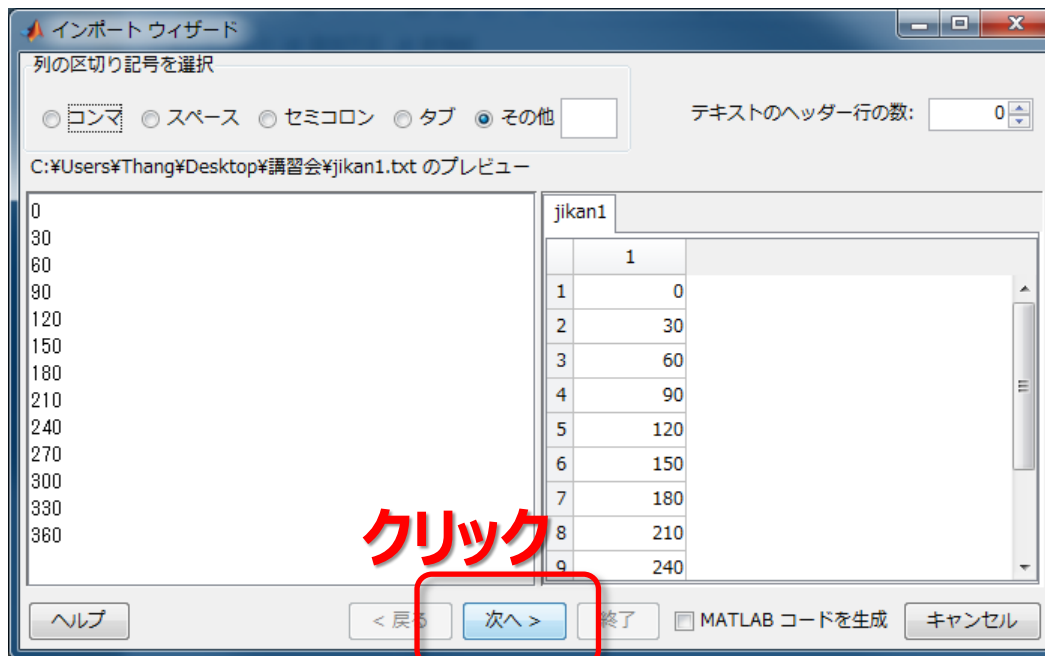 インポート ウィザード
列の区切り記号を選択
コンマ スペース セミコロン タブ その他
テキストのヘッダー行の数: 0
C:¥Users¥Thang¥Desktop¥講習会¥jikan1.txt のプレビュー
0
30
60
90
120
150
180
210
240
270
300
330
360
jikan1
1
1 0
2 30
3 60
4 90
5 120
6 150
7 180
8 210
9 240
クリック
ヘルプ < 戻る 次へ > 終了 MATLAB コードを生成 キャンセル